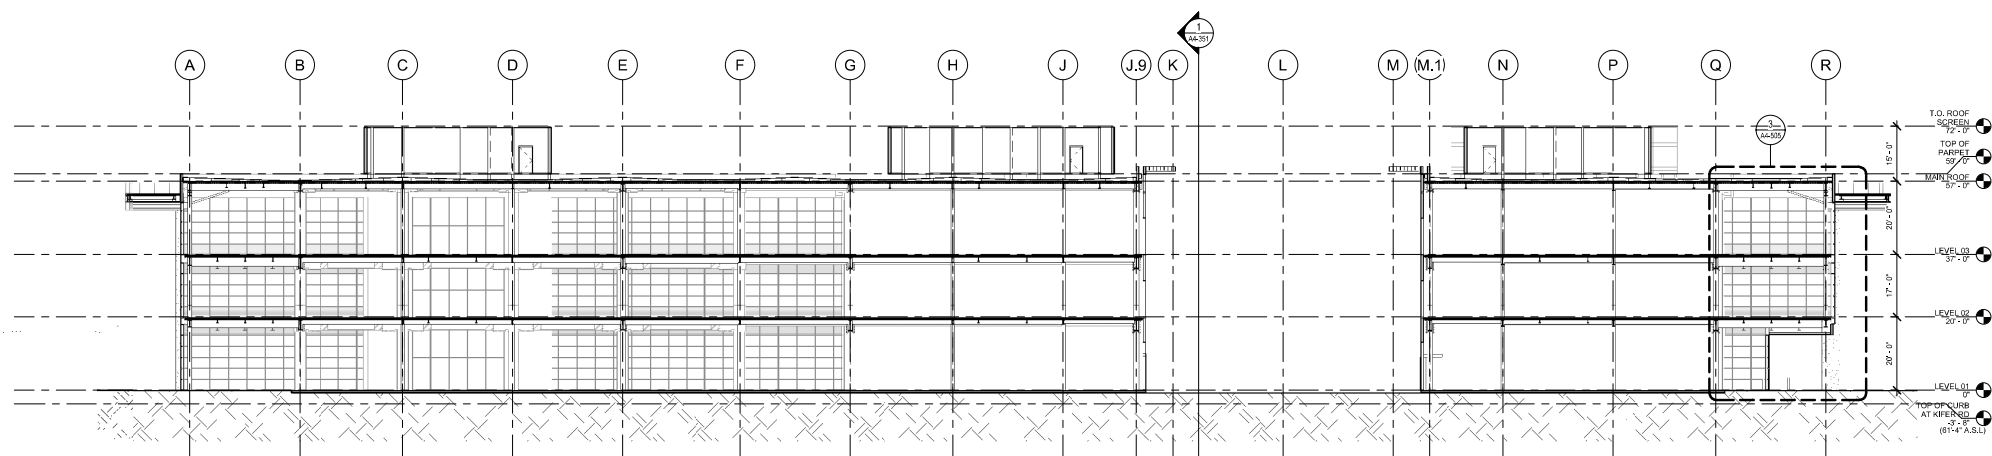 1
A4-351
A
B
C
D
E
F
G
H
J
J.9
K
L
M
M.1
N
P
Q
R
3
A4-505
T.O. ROOF
SCREEN
72' - 0"
TOP OF
PARPET
59' - 0"
MAIN ROOF
57' - 0"
LEVEL 03
37' - 0"
LEVEL 02
20' - 0"
LEVEL 01
0"
TOP OF CURB
AT KIFER RD
-3' - 8"
(61'-4" A.S.L)
15' - 0"
20' - 0"
17' - 0"
20' - 0"